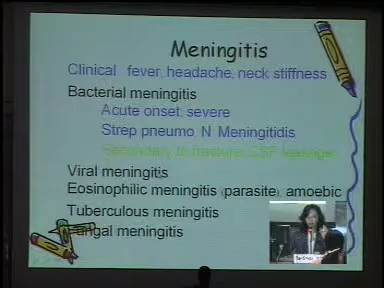 Meningitis
Clinical fever, headache, neck stiffness
Bacterial meningitis
Acute onset; severe
Strep pneumo, N Meningitidis
Secondary to fracture, CSF leakage
Viral meningitis
Eosinophilic meningitis (parasite), amoebic
Tuberculous meningitis
Fungal meningitis